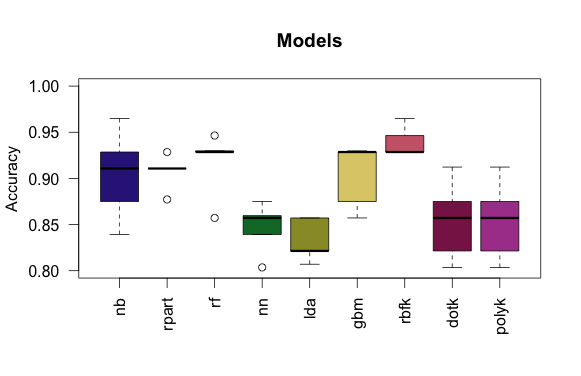 Models
Accuracy
1.00
0.95
0.90
0.85
0.80
nb
rpart
rf
nn
lda
gbm
rbfk
dotk
polyk